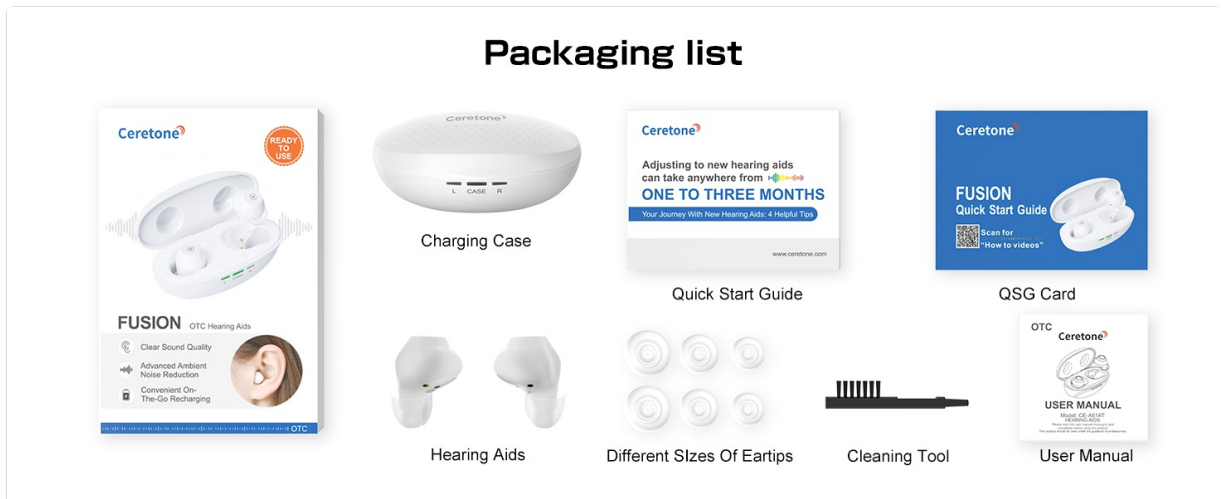 Packaging list
Ceretone
READY
TO
USE
FUSION OTC Hearing Aids
Clear Sound Quality
Advanced Ambient
Noise Reduction
Convenient On-
The-Go Recharging
OTC
Ceretone
L CASE R
Charging Case
Ceretone
Adjusting to new hearing aids
can take anywhere from
ONE TO THREE MONTHS
Your Journey With New Hearing Aids: 4 Helpful Tips
www.ceretone.com
Quick Start Guide
Ceretone
FUSION
Quick Start Guide
Scan for
"How to videos"
QSG Card
Hearing Aids
Different SIzes Of Eartips
Cleaning Tool
OTC
Ceretone
USER MANUAL
Model: CE-A01AT
HEARING AIDS
User Manual